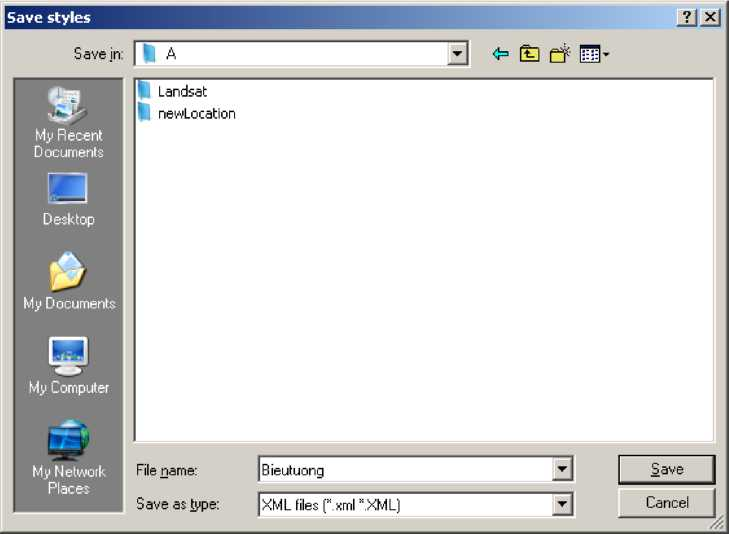 Save styles
Save in:
A
Landsat
newLocation
My Recent
Documents
Desktop
My Documents
My Computer
My Network
Places
File name:
Bieutuong
Save
Save as type:
XML files (*.xml *.XML)
Cancel